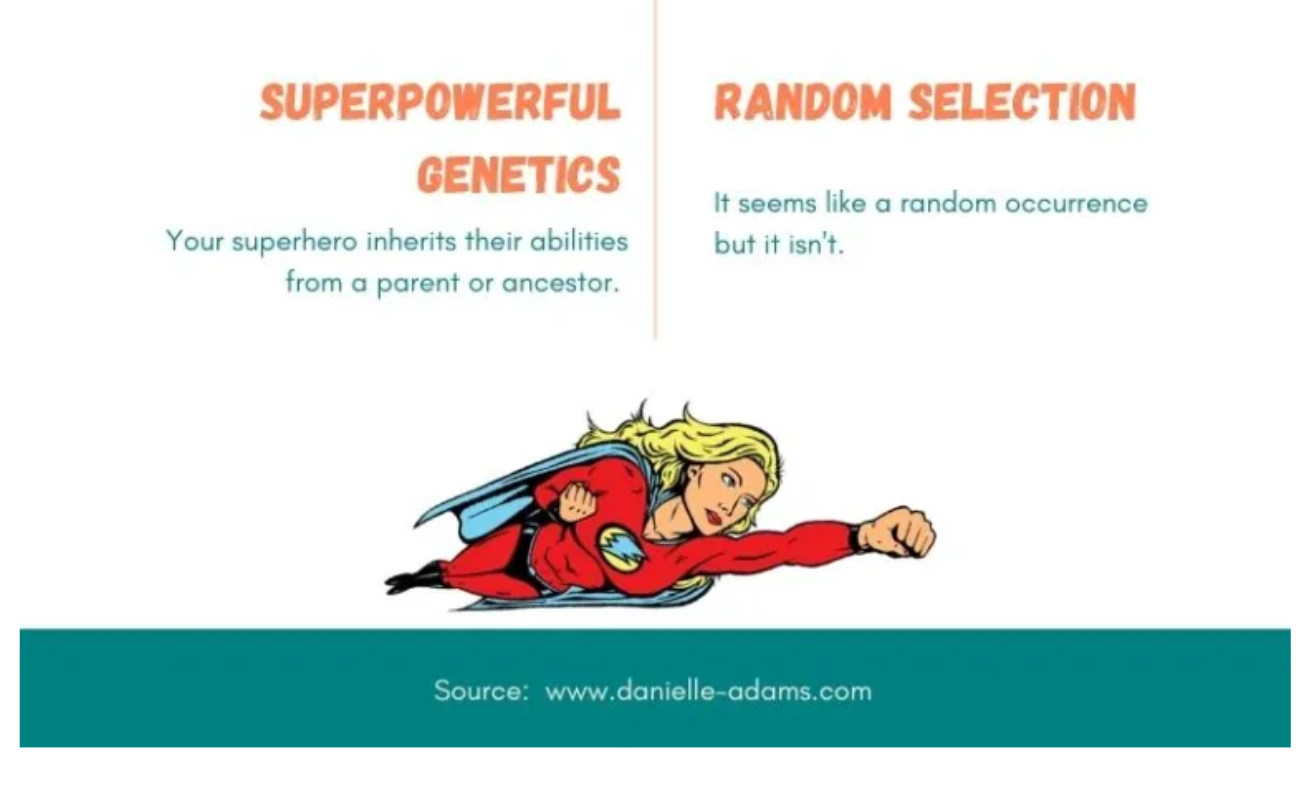 SUPERPOWERFUL
GENETICS
Your superhero inherits their abilities
from a parent or ancestor.
RANDOM SELECTION
It seems like a random occurrence
but it isn't.
Source: www.danielle-adams.com